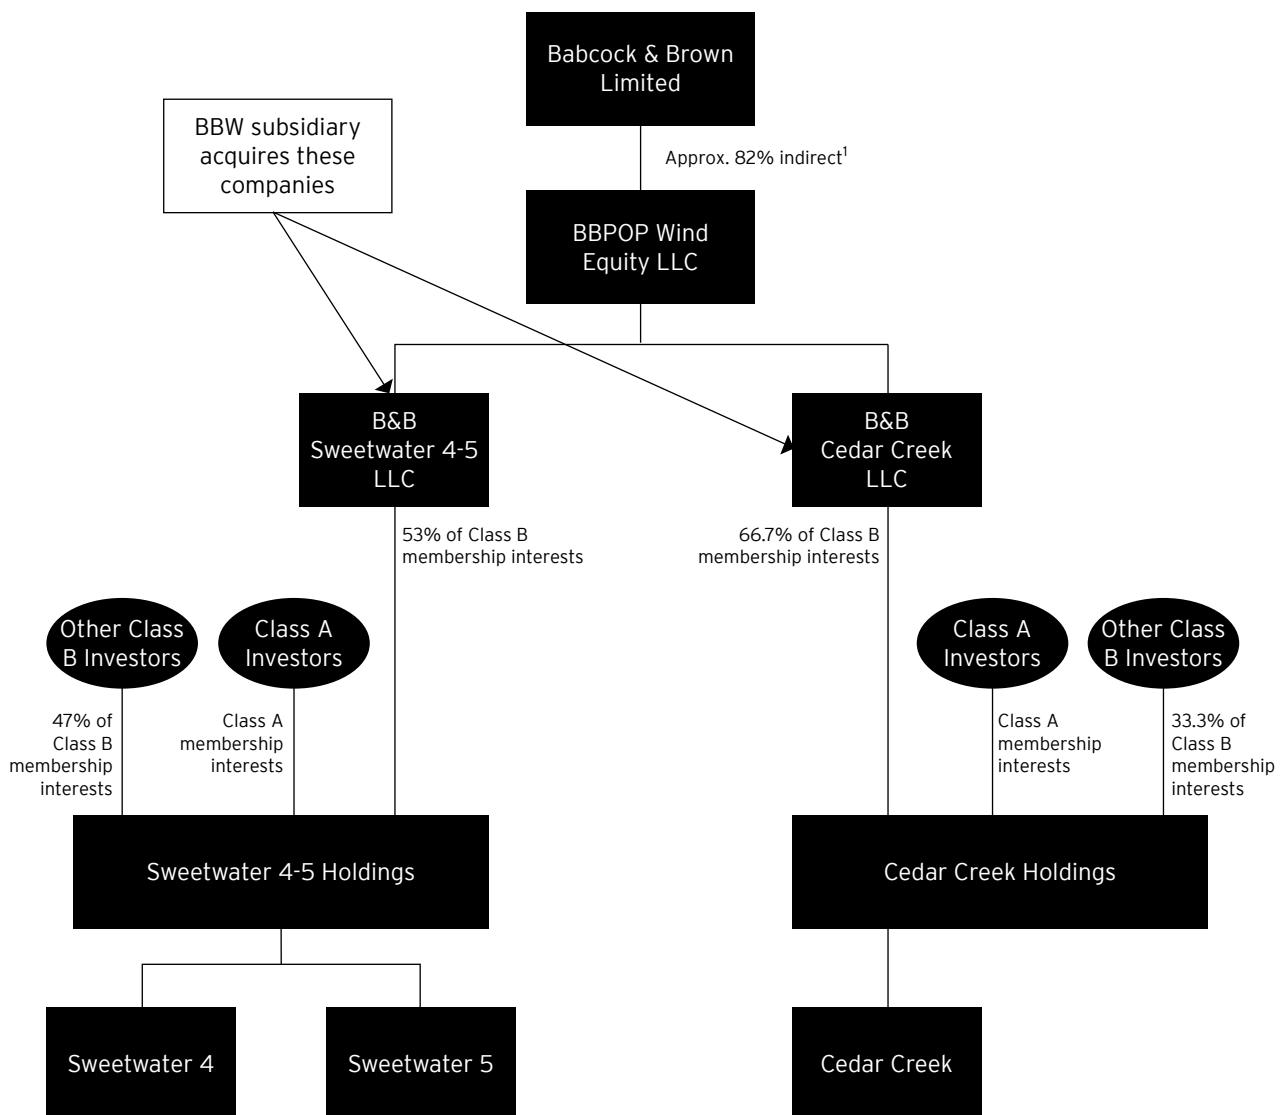 Babcock & Brown
Limited
BBW subsidiary
acquires these
companies
Approx. 82% indirect¹
BBPOP Wind
Equity LLC
B&B
Sweetwater 4-5
LLC
B&B
Cedar Creek
LLC
53% of Class B
membership interests
66.7% of Class B
membership interests
Other Class
B Investors
Class A
Investors
Class A
Investors
Other Class
B Investors
47% of
Class B
membership
interests
Class A
membership
interests
Class A
membership
interests
33.3% of
Class B
membership
interests
Sweetwater 4-5 Holdings
Cedar Creek Holdings
Sweetwater 4
Sweetwater 5
Cedar Creek